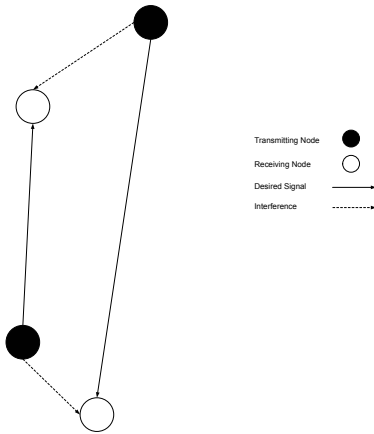 Transmitting Node
Receiving Node
Desired Signal
Interference